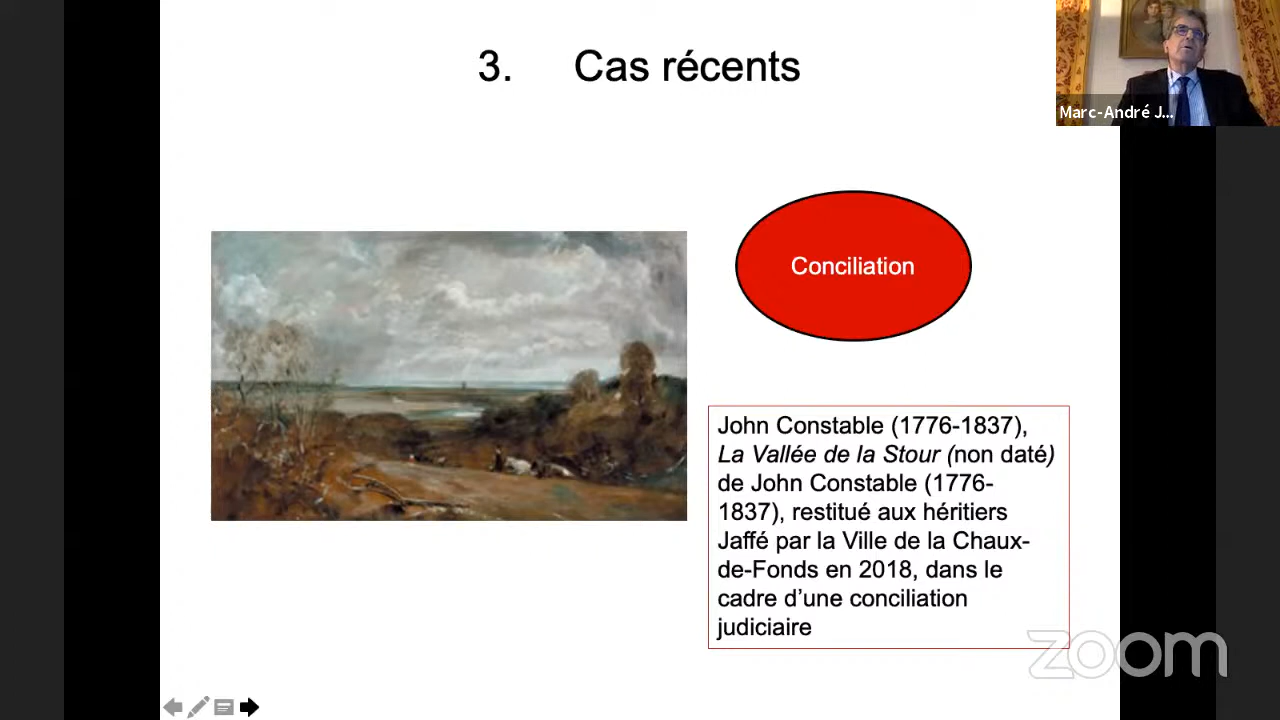 3. Cas récents
Marc-André J...
Conciliation
John Constable (1776-1837),
La Vallée de la Stour (non daté)
de John Constable (1776-
1837), restitué aux héritiers
Jaffé par la Ville de la Chaux-
de-Fonds en 2018, dans le
cadre d’une conciliation
judiciaire
zoom